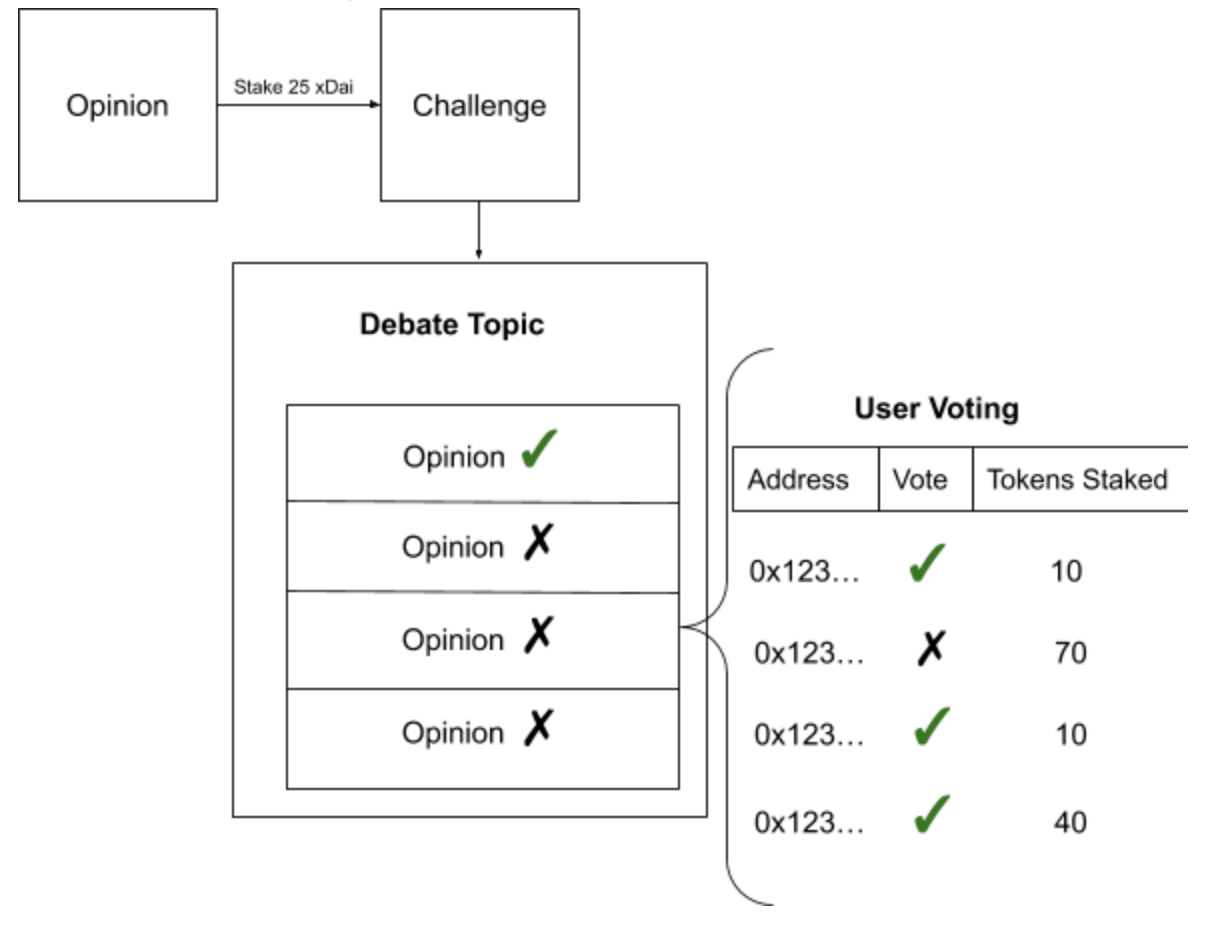 Opinion
Stake 25 xDai
Challenge
Debate Topic
Opinion ✓
Opinion ✗
Opinion ✗
Opinion ✗
User Voting
Address Vote Tokens Staked
0x123... ✓ 10
0x123... ✗ 70
0x123... ✓ 10
0x123... ✓ 40